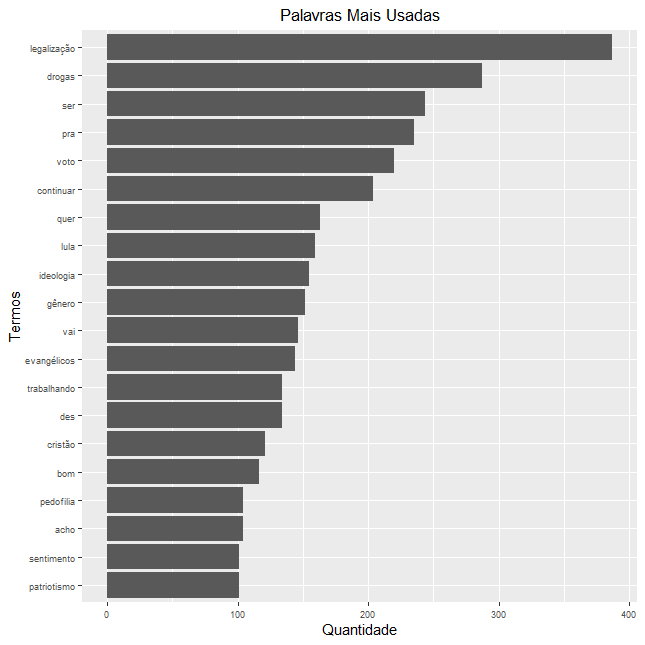 Palavras Mais Usadas
legalização
drogas
ser
pra
voto
continuar
quer
lula
ideologia
gênero
vai
evangélicos
trabalhando
des
cristão
bom
pedofilia
acho
sentimento
patriotismo
Termos
0 100 200 300 400
Quantidade